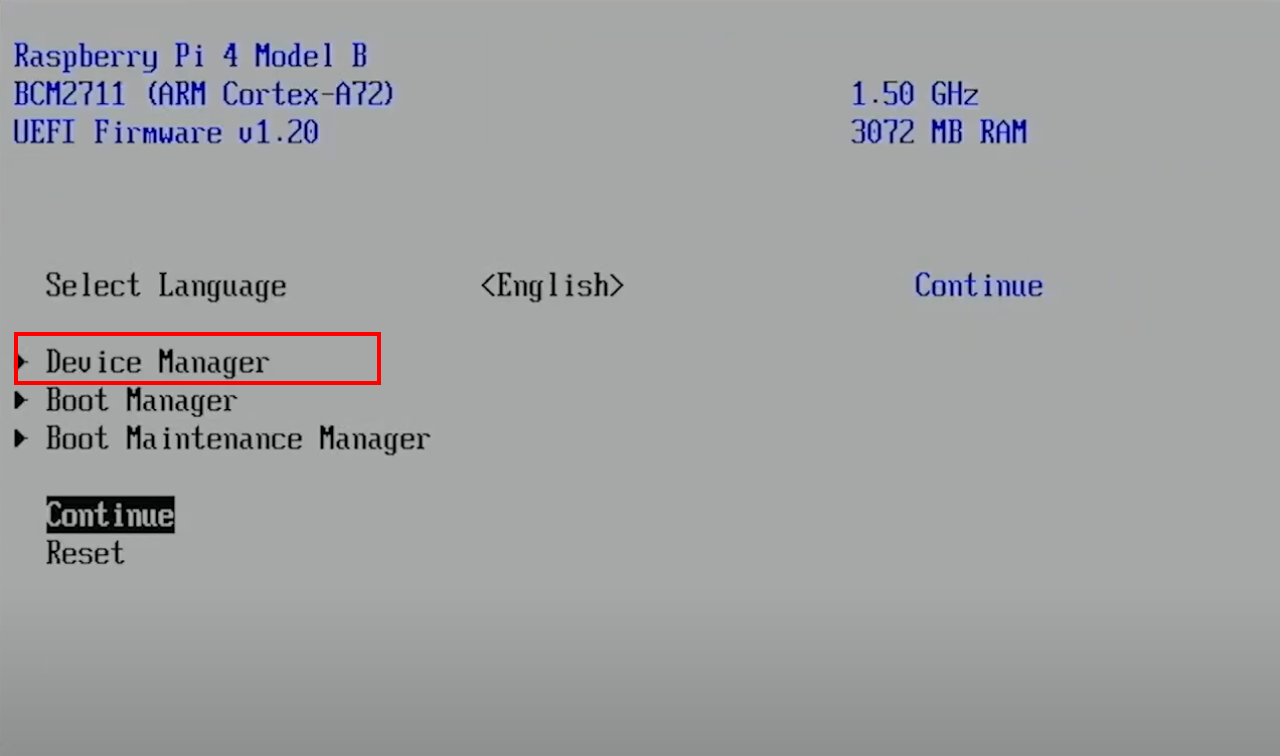 Raspberry Pi 4 Model B
BCM2711 (ARM Cortex-A72) 1.50 GHz
UEFI Firmware v1.20 3072 MB RAM
Select Language <English> Continue
Device Manager
Boot Manager
Boot Maintenance Manager
Continue
Reset